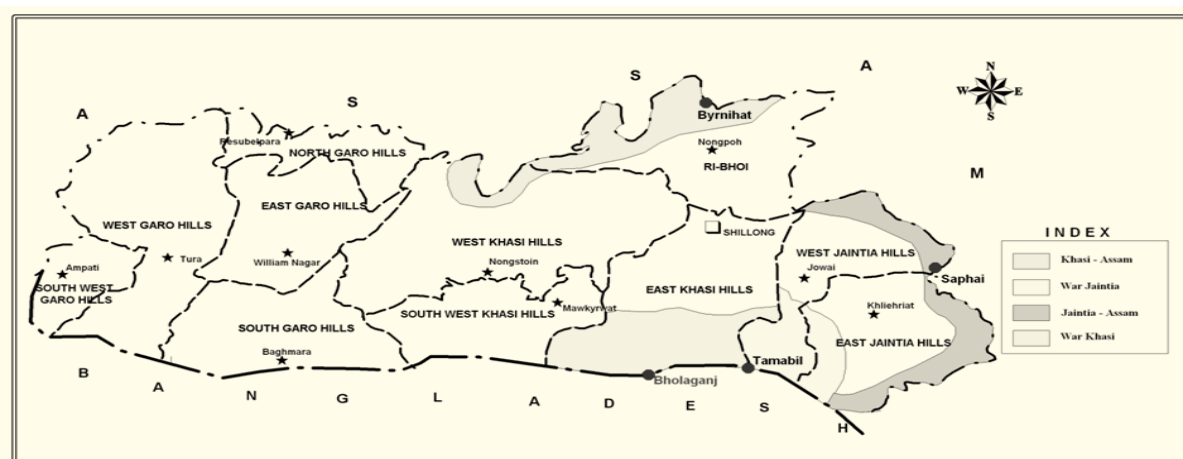 A S S A M
N
W E
S
Byrnihat
Resubelpara
NORTH GARO HILLS
Nongpoh
RI-BHOI
EAST GARO HILLS
WEST GARO HILLS
SHILLONG
INDEX
WEST KHASI HILLS
WEST JAINTIA HILLS
Khasi - Assam
Tura
William Nagar
Ampati
Nongstoin
Jowai
Saphai
SOUTH WEST
GARO HILLS
EAST KHASI HILLS
War Jaintia
Khliehriat
SOUTH WEST KHASI HILLS
Mawkyrwat
Jaintia - Assam
SOUTH GARO HILLS
EAST JAINTIA HILLS
War Khasi
Baghmara
Tamabil
Bholaganj
B A N G L A D E S H